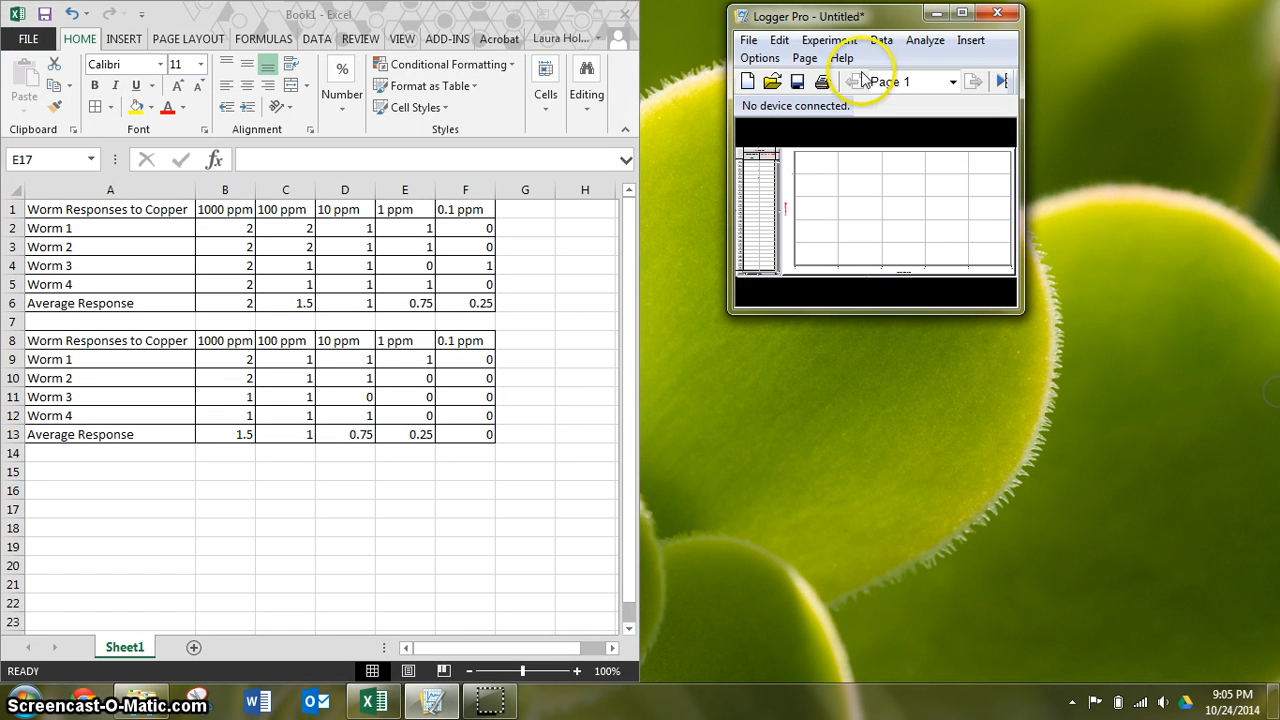 Book1 - Excel
FILE HOME INSERT PAGE LAYOUT FORMULAS DATA REVIEW VIEW ADD-INS Acrobat Laura Hol...
Paste
Calibri 11
B I U A
%
Number
Conditional Formatting
Format as Table
Cell Styles
Cells
Editing
Clipboard Font Alignment Styles
E17 fx
A B C D E F G H
1 Worm Responses to Copper 1000 ppm 100 ppm 10 ppm 1 ppm 0.1 ppm
2 Worm 1 2 2 1 1 0
3 Worm 2 2 2 1 1 0
4 Worm 3 2 1 1 0 1
5 Worm 4 2 1 1 1 0
6 Average Response 2 1.5 1 0.75 0.25
7
8 Worm Responses to Copper 1000 ppm 100 ppm 10 ppm 1 ppm 0.1 ppm
9 Worm 1 2 1 1 1 0
10 Worm 2 2 1 1 0 0
11 Worm 3 1 1 0 0 0
12 Worm 4 1 1 1 0 0
13 Average Response 1.5 1 0.75 0.25 0
14
15
16
17
18
19
20
21
22
23
Sheet1
READY 100%
Logger Pro - Untitled*
File Edit Experiment Data Analyze Insert
Options Page Help
Page 1
No device connected.
Screencast-O-Matic.com
9:05 PM
10/24/2014